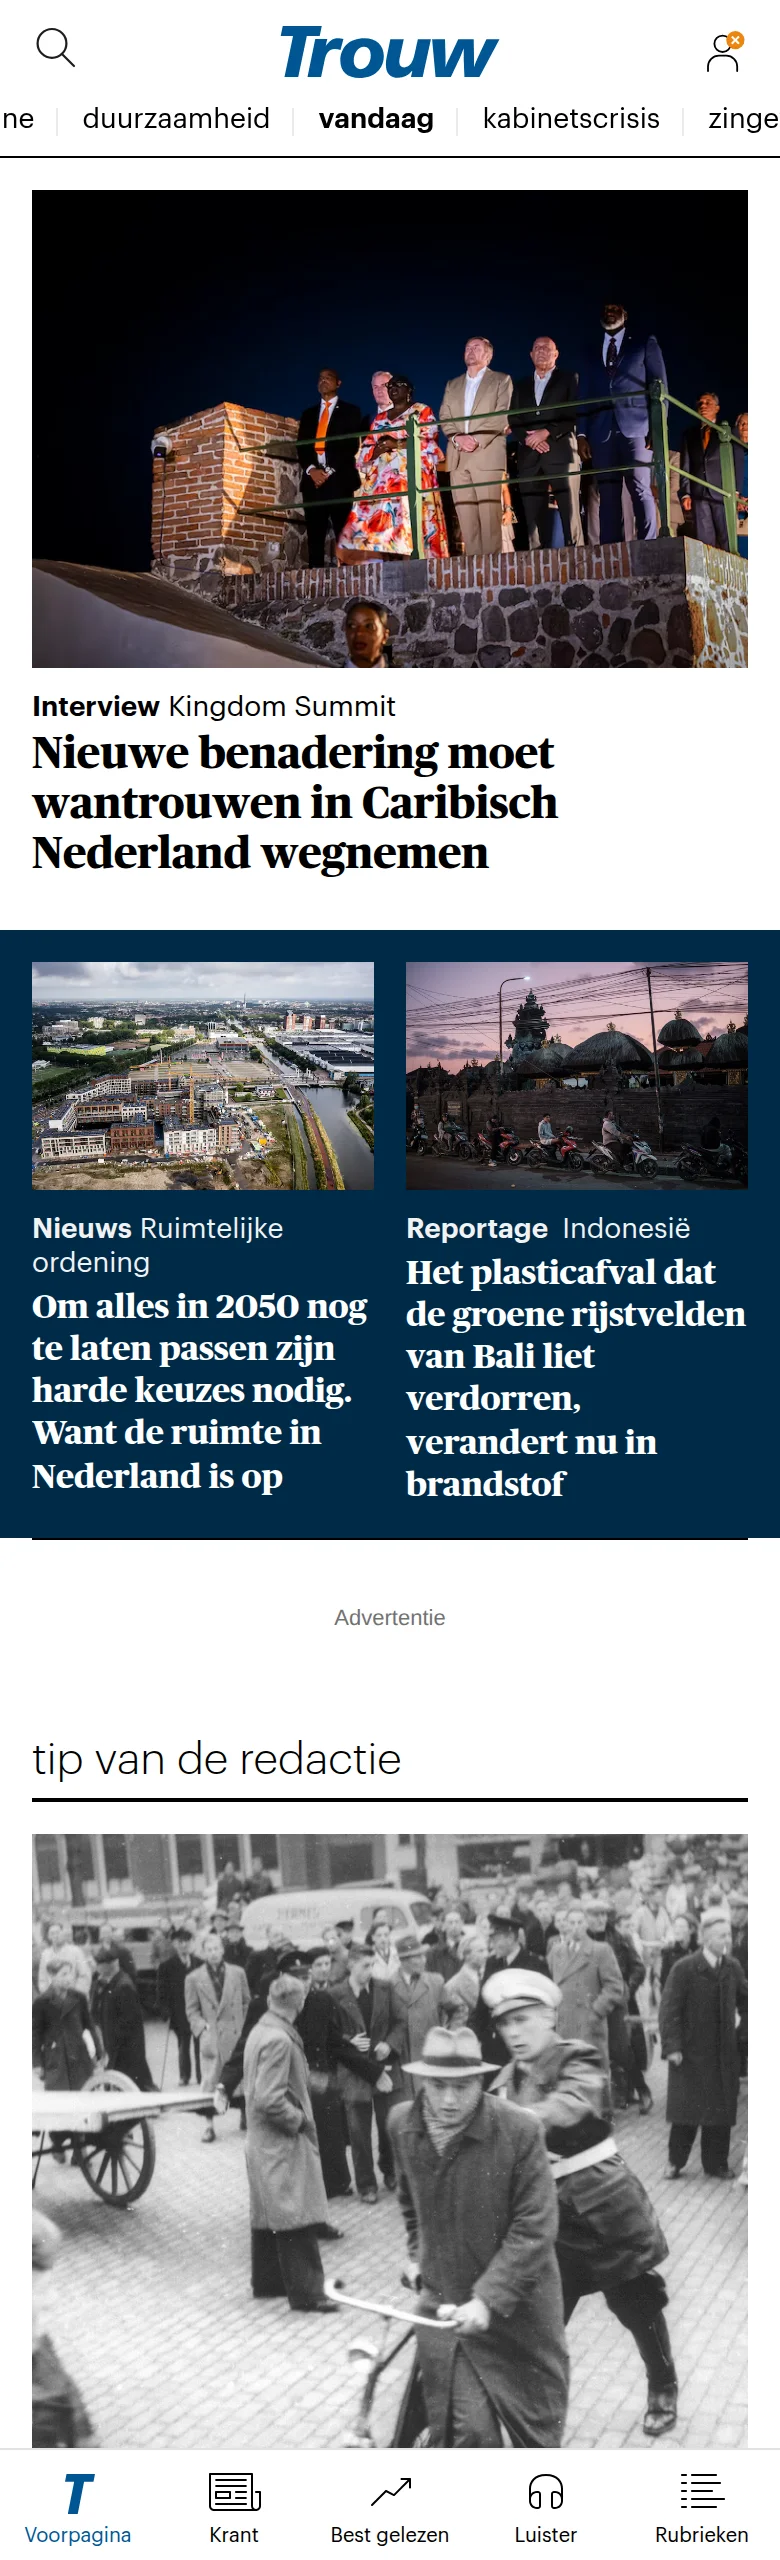 Trouw
ne
duurzaamheid
vandaag
kabinetscrisis
zinge
Interview Kingdom Summit
Nieuwe benadering moet
wantrouwen in Caribisch
Nederland wegnemen
Nieuws Ruimtelijke
ordening
Om alles in 2050 nog
te laten passen zijn
harde keuzes nodig.
Want de ruimte in
Nederland is op
Reportage Indonesië
Het plasticafval dat
de groene rijstvelden
van Bali liet
verdorren,
verandert nu in
brandstof
Advertentie
tip van de redactie
T
Voorpagina
Krant
Best gelezen
Luister
Rubrieken